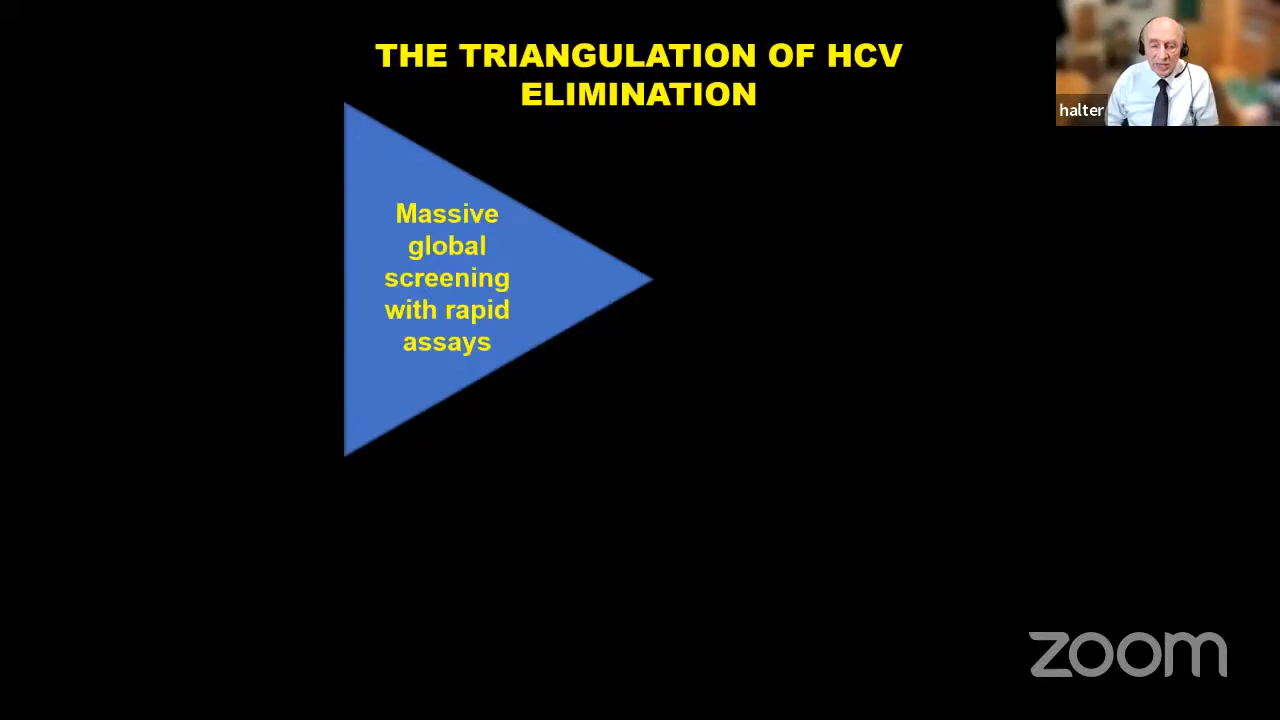 THE TRIANGULATION OF HCV
ELIMINATION
halter
Massive
global
screening
with rapid
assays
zoom